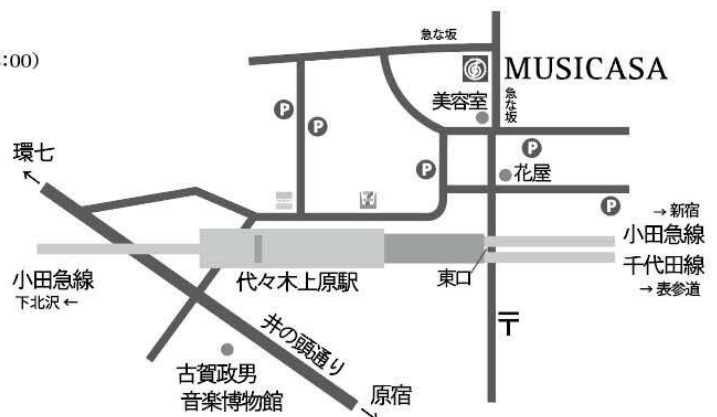 急な坂
:00)
MUSICASA
美容室
急な坂
P
P
P
P
P
花屋
環七
→ 新宿
小田急線
千代田線
→ 表参道
小田急線
下北沢 ←
代々木上原駅
東口
〒
井の頭通り
古賀政男
音楽博物館
原宿